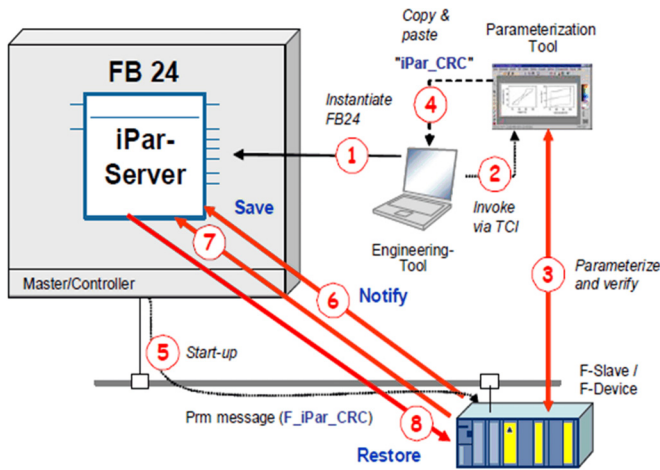 Copy &
paste
"iPar_CRC"
Parameterization
Tool
FB 24
Instantiate
FB24
4
iPar-
Server
1
2
Save
Invoke
via TCI
7
Engineering-
Tool
3
Parameterize
and verify
Master/Controller
6
Notify
5
Start-up
F-Slave /
F-Device
Prm message (F_iPar_CRC)
8
Restore